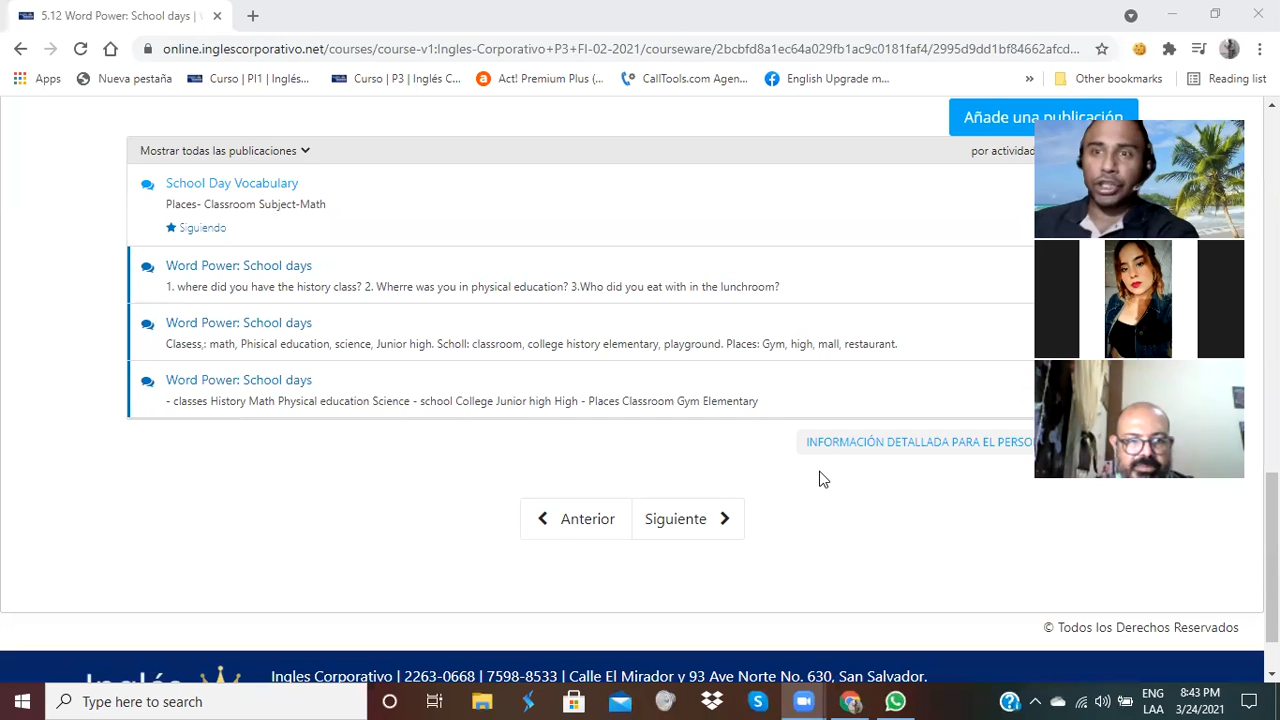 5.12 Word Power: School days |
online.inglescorporativo.net/courses/course-v1:Ingles-Corporativo+P3+FI-02-2021/courseware/2bcbfd8a1ec64a029fb1ac9c0181faf4/2995d9dd1bf84662afcd...
Apps Nueva pestaña Curso | PI1 | Inglés... Curso | P3 | Inglés C... Act! Premium Plus (... CallTools.com Agen... English Upgrade m... » Other bookmarks Reading list
Añade una publicación
Mostrar todas las publicaciones por actividad
School Day Vocabulary
Places- Classroom Subject-Math
Siguiendo
Word Power: School days
1. where did you have the history class? 2. Wherre was you in physical education? 3.Who did you eat with in the lunchroom?
Word Power: School days
Clasess,: math, Phisical education, science, Junior high. Scholl: classroom, college history elementary, playground. Places: Gym, high, mall, restaurant.
Word Power: School days
- classes History Math Physical education Science - school College Junior high High - Places Classroom Gym Elementary
INFORMACIÓN DETALLADA PARA EL PERSO
Anterior Siguiente
© Todos los Derechos Reservados
Inglés
Ingles Corporativo | 2263-0668 | 7598-8533 | Calle El Mirador y 93 Ave Norte No. 630, San Salvador.
Type here to search
ENG
LAA
8:43 PM
3/24/2021